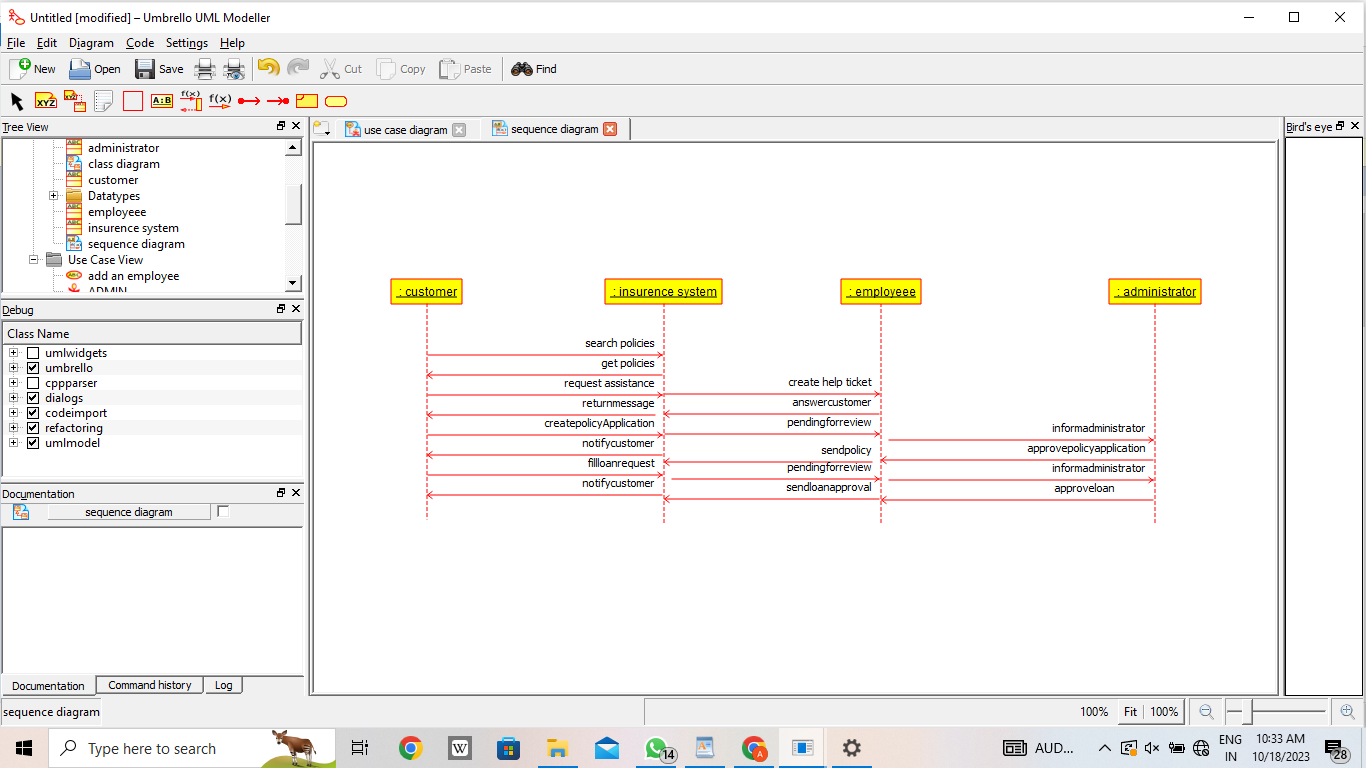 Untitled [modified] – Umbrello UML Modeller
File Edit Diagram Code Settings Help
New Open Save Cut Copy Paste Find
XYZ XYZ A:B f(x) f(x)
Tree View
administrator
class diagram
customer
Datatypes
employeee
insurence system
sequence diagram
Use Case View
add an employee
ADMIN
Debug
Class Name
umlwidgets
umbrello
cppparser
dialogs
codeimport
refactoring
umlmodel
Documentation
sequence diagram
Documentation Command history Log
use case diagram sequence diagram
: customer : insurence system : employeee : administrator
search policies
get policies
request assistance create help ticket
returnmessage answercustomer
createpolicyApplication pendingforreview
informadministrator
notifycustomer sendpolicy approvepolicyapplication
fillloanrequest pendingforreview informadministrator
notifycustomer sendloanapproval approveloan
Bird's eye
sequence diagram 100% Fit 100%
Type here to search W 14 A AUD... ENG 10:33 AM
IN 10/18/2023 28